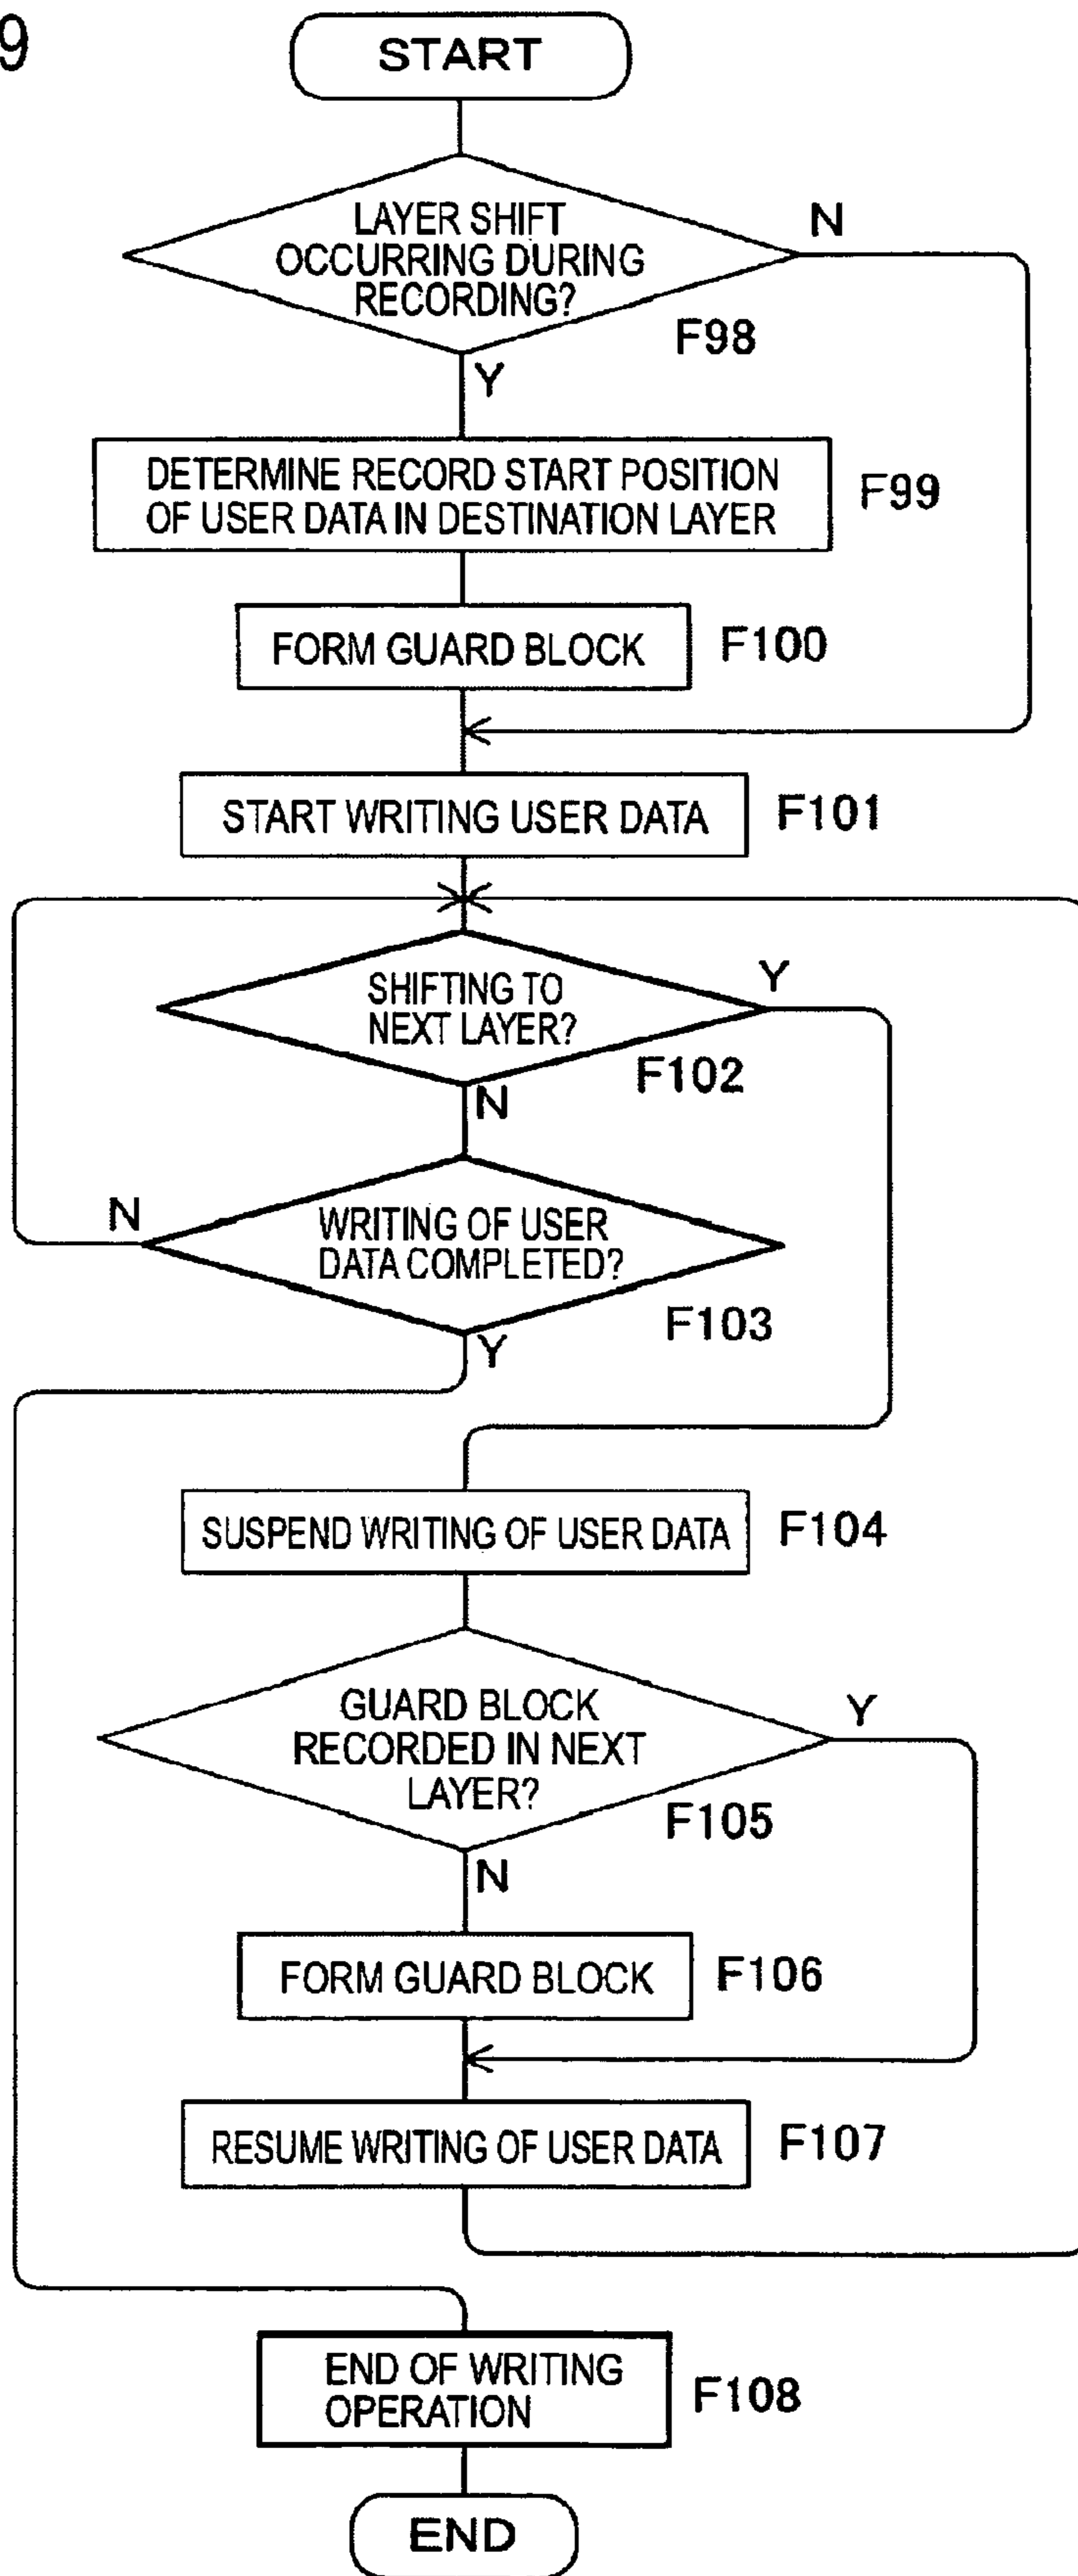 9
START
LAYER SHIFT
OCCURRING DURING
RECORDING?
N
F98
Y
DETERMINE RECORD START POSITION
OF USER DATA IN DESTINATION LAYER
F99
FORM GUARD BLOCK
F100
START WRITING USER DATA
F101
SHIFTING TO
NEXT LAYER?
Y
F102
N
WRITING OF USER
DATA COMPLETED?
N
F103
Y
SUSPEND WRITING OF USER DATA
F104
GUARD BLOCK
RECORDED IN NEXT
LAYER?
Y
F105
N
FORM GUARD BLOCK
F106
RESUME WRITING OF USER DATA
F107
END OF WRITING
OPERATION
F108
END